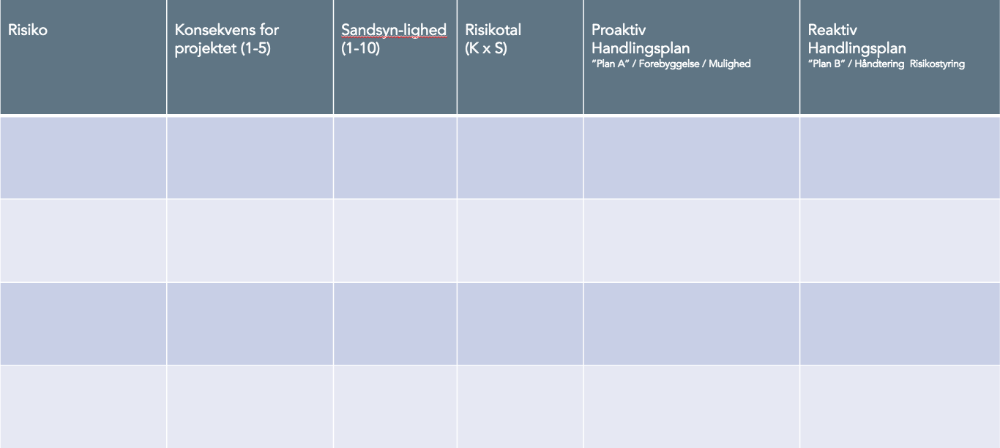 Risiko
Konsekvens for
projektet (1-5)
Sandsyn-lighed
(1-10)
Risikotal
(K x S)
Proaktiv
Handlingsplan
”Plan A” / Forebyggelse / Mulighed
Reaktiv
Handlingsplan
”Plan B” / Håndtering  Risikostyring